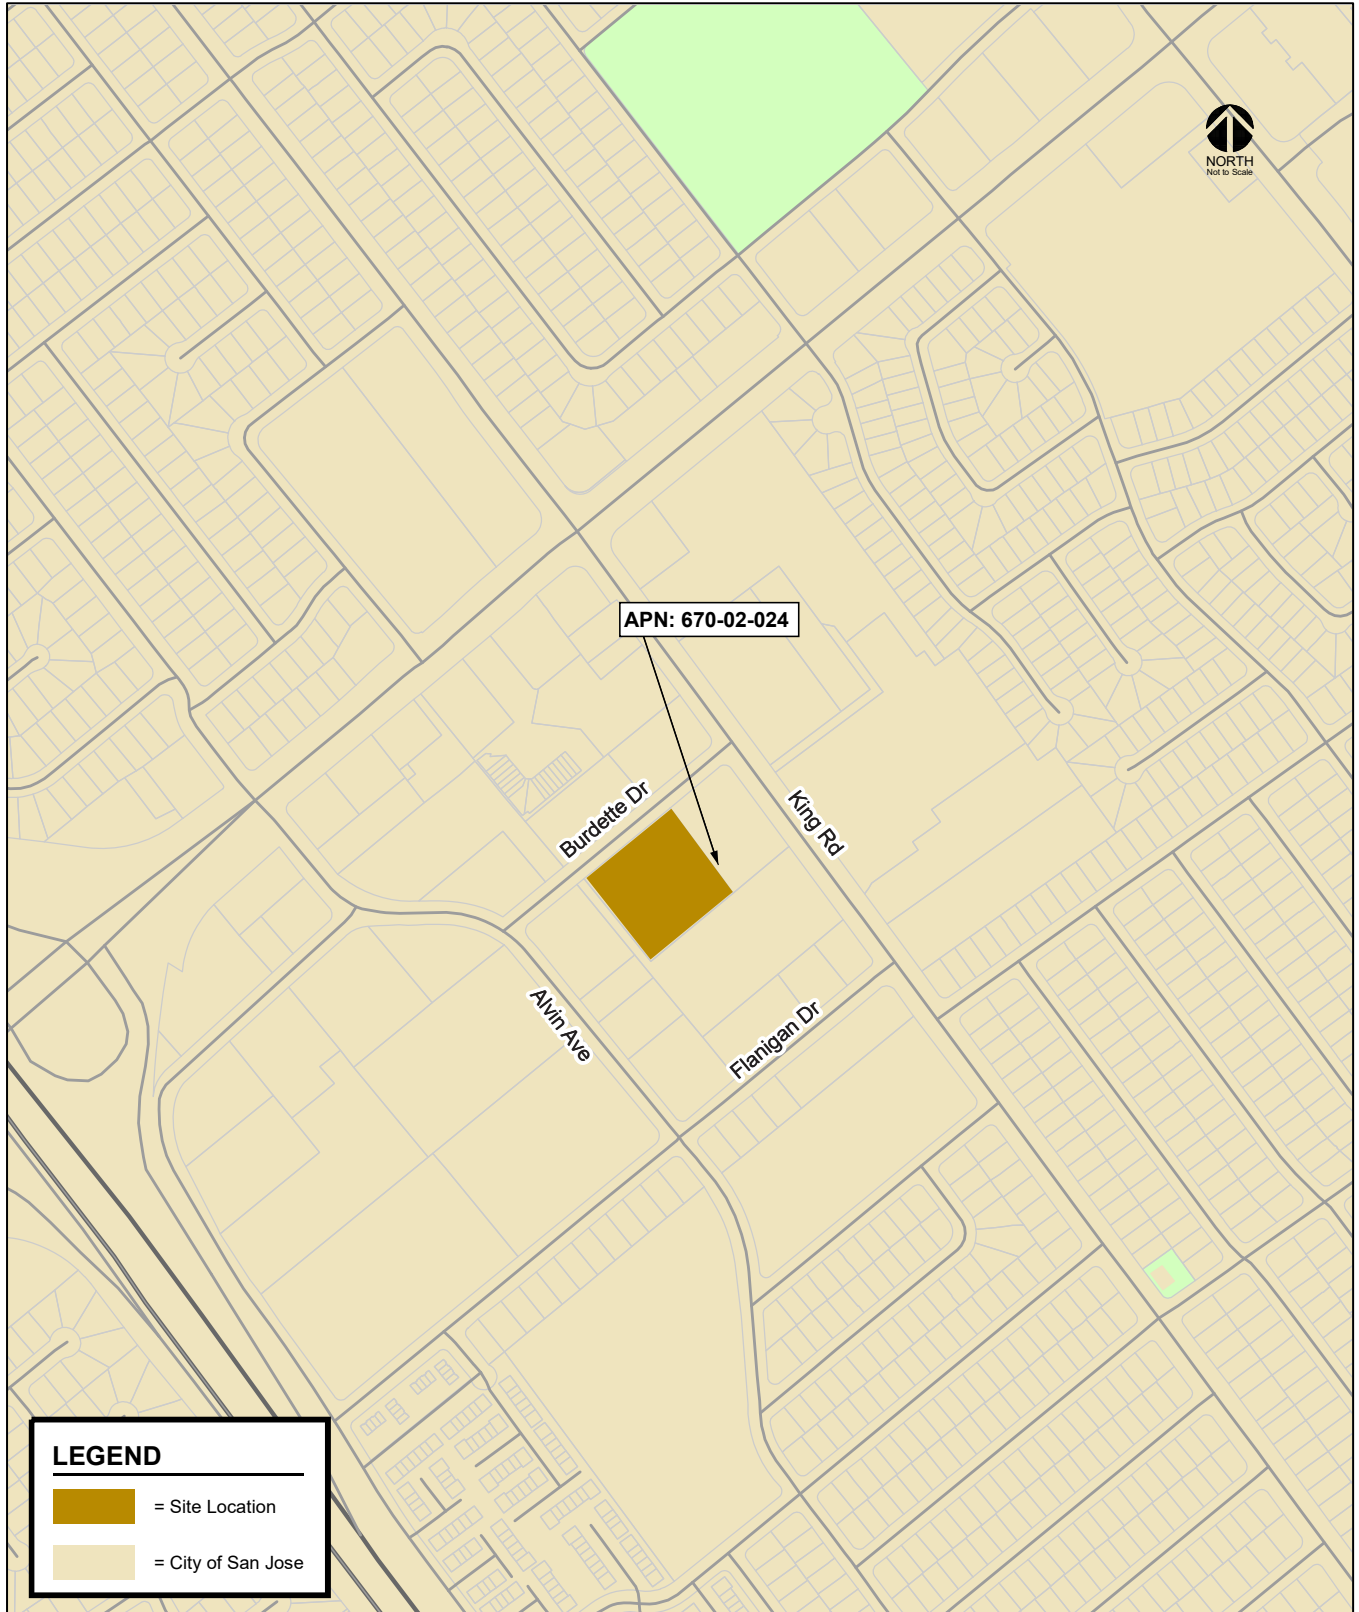 NORTH
Not to Scale
APN: 670-02-024
Burdette Dr
King Rd
Alvin Ave
Flanigan Dr
LEGEND
= Site Location
= City of San Jose